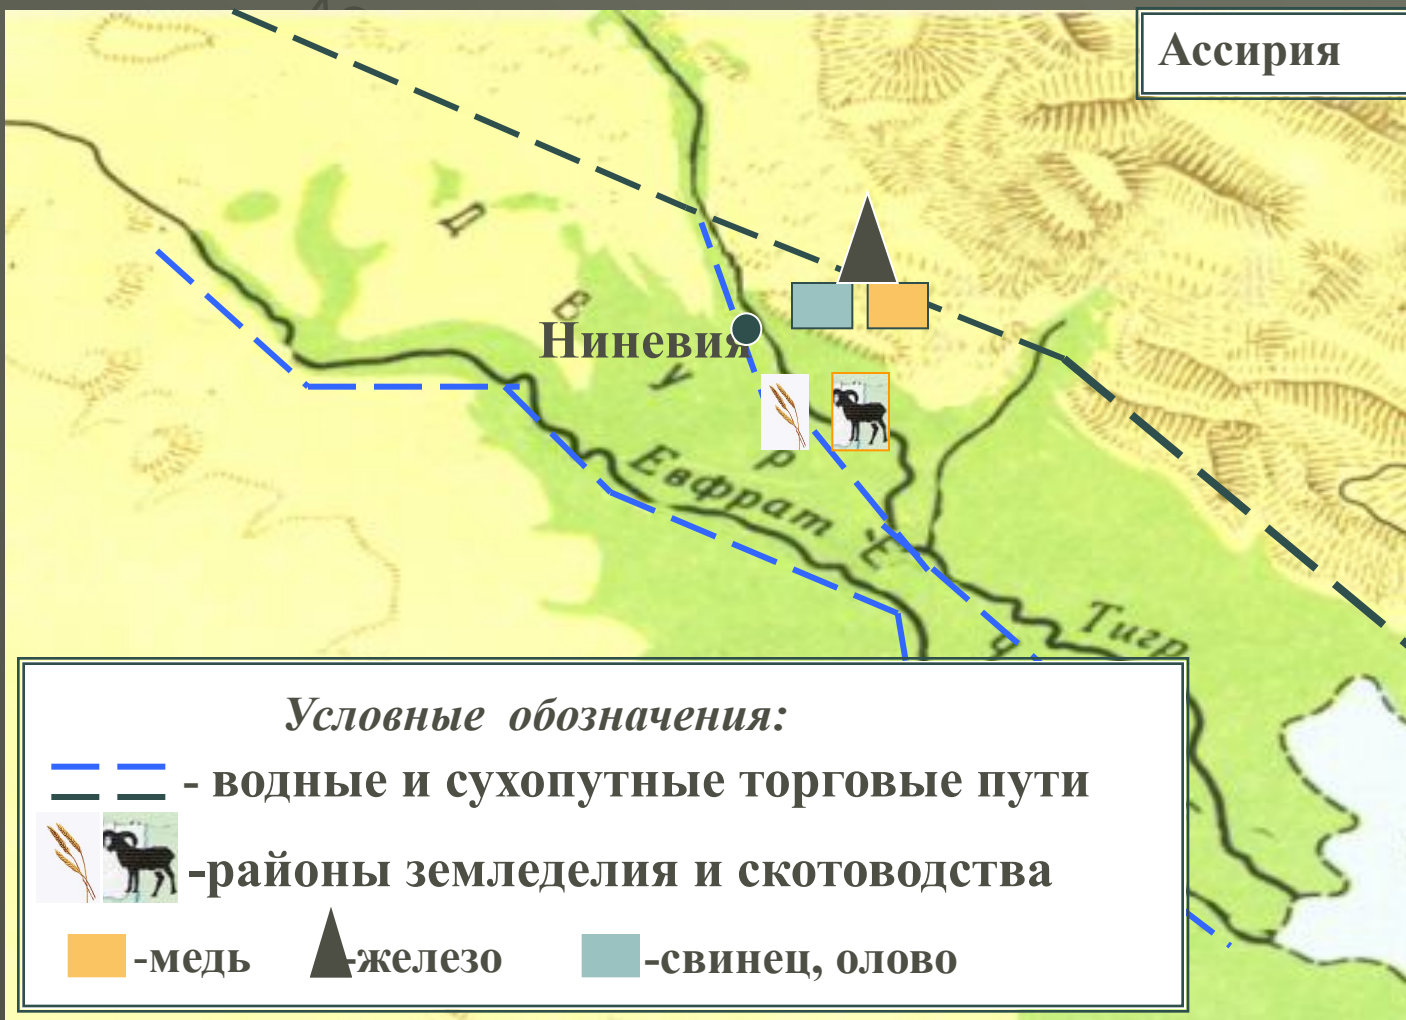 Ассирия
Д
В
Ниневия
у
р
Евфрат
Е
ч
Тигр
Условные обозначения:
- водные и сухопутные торговые пути
-районы земледелия и скотоводства
-медь -железо -свинец, олово